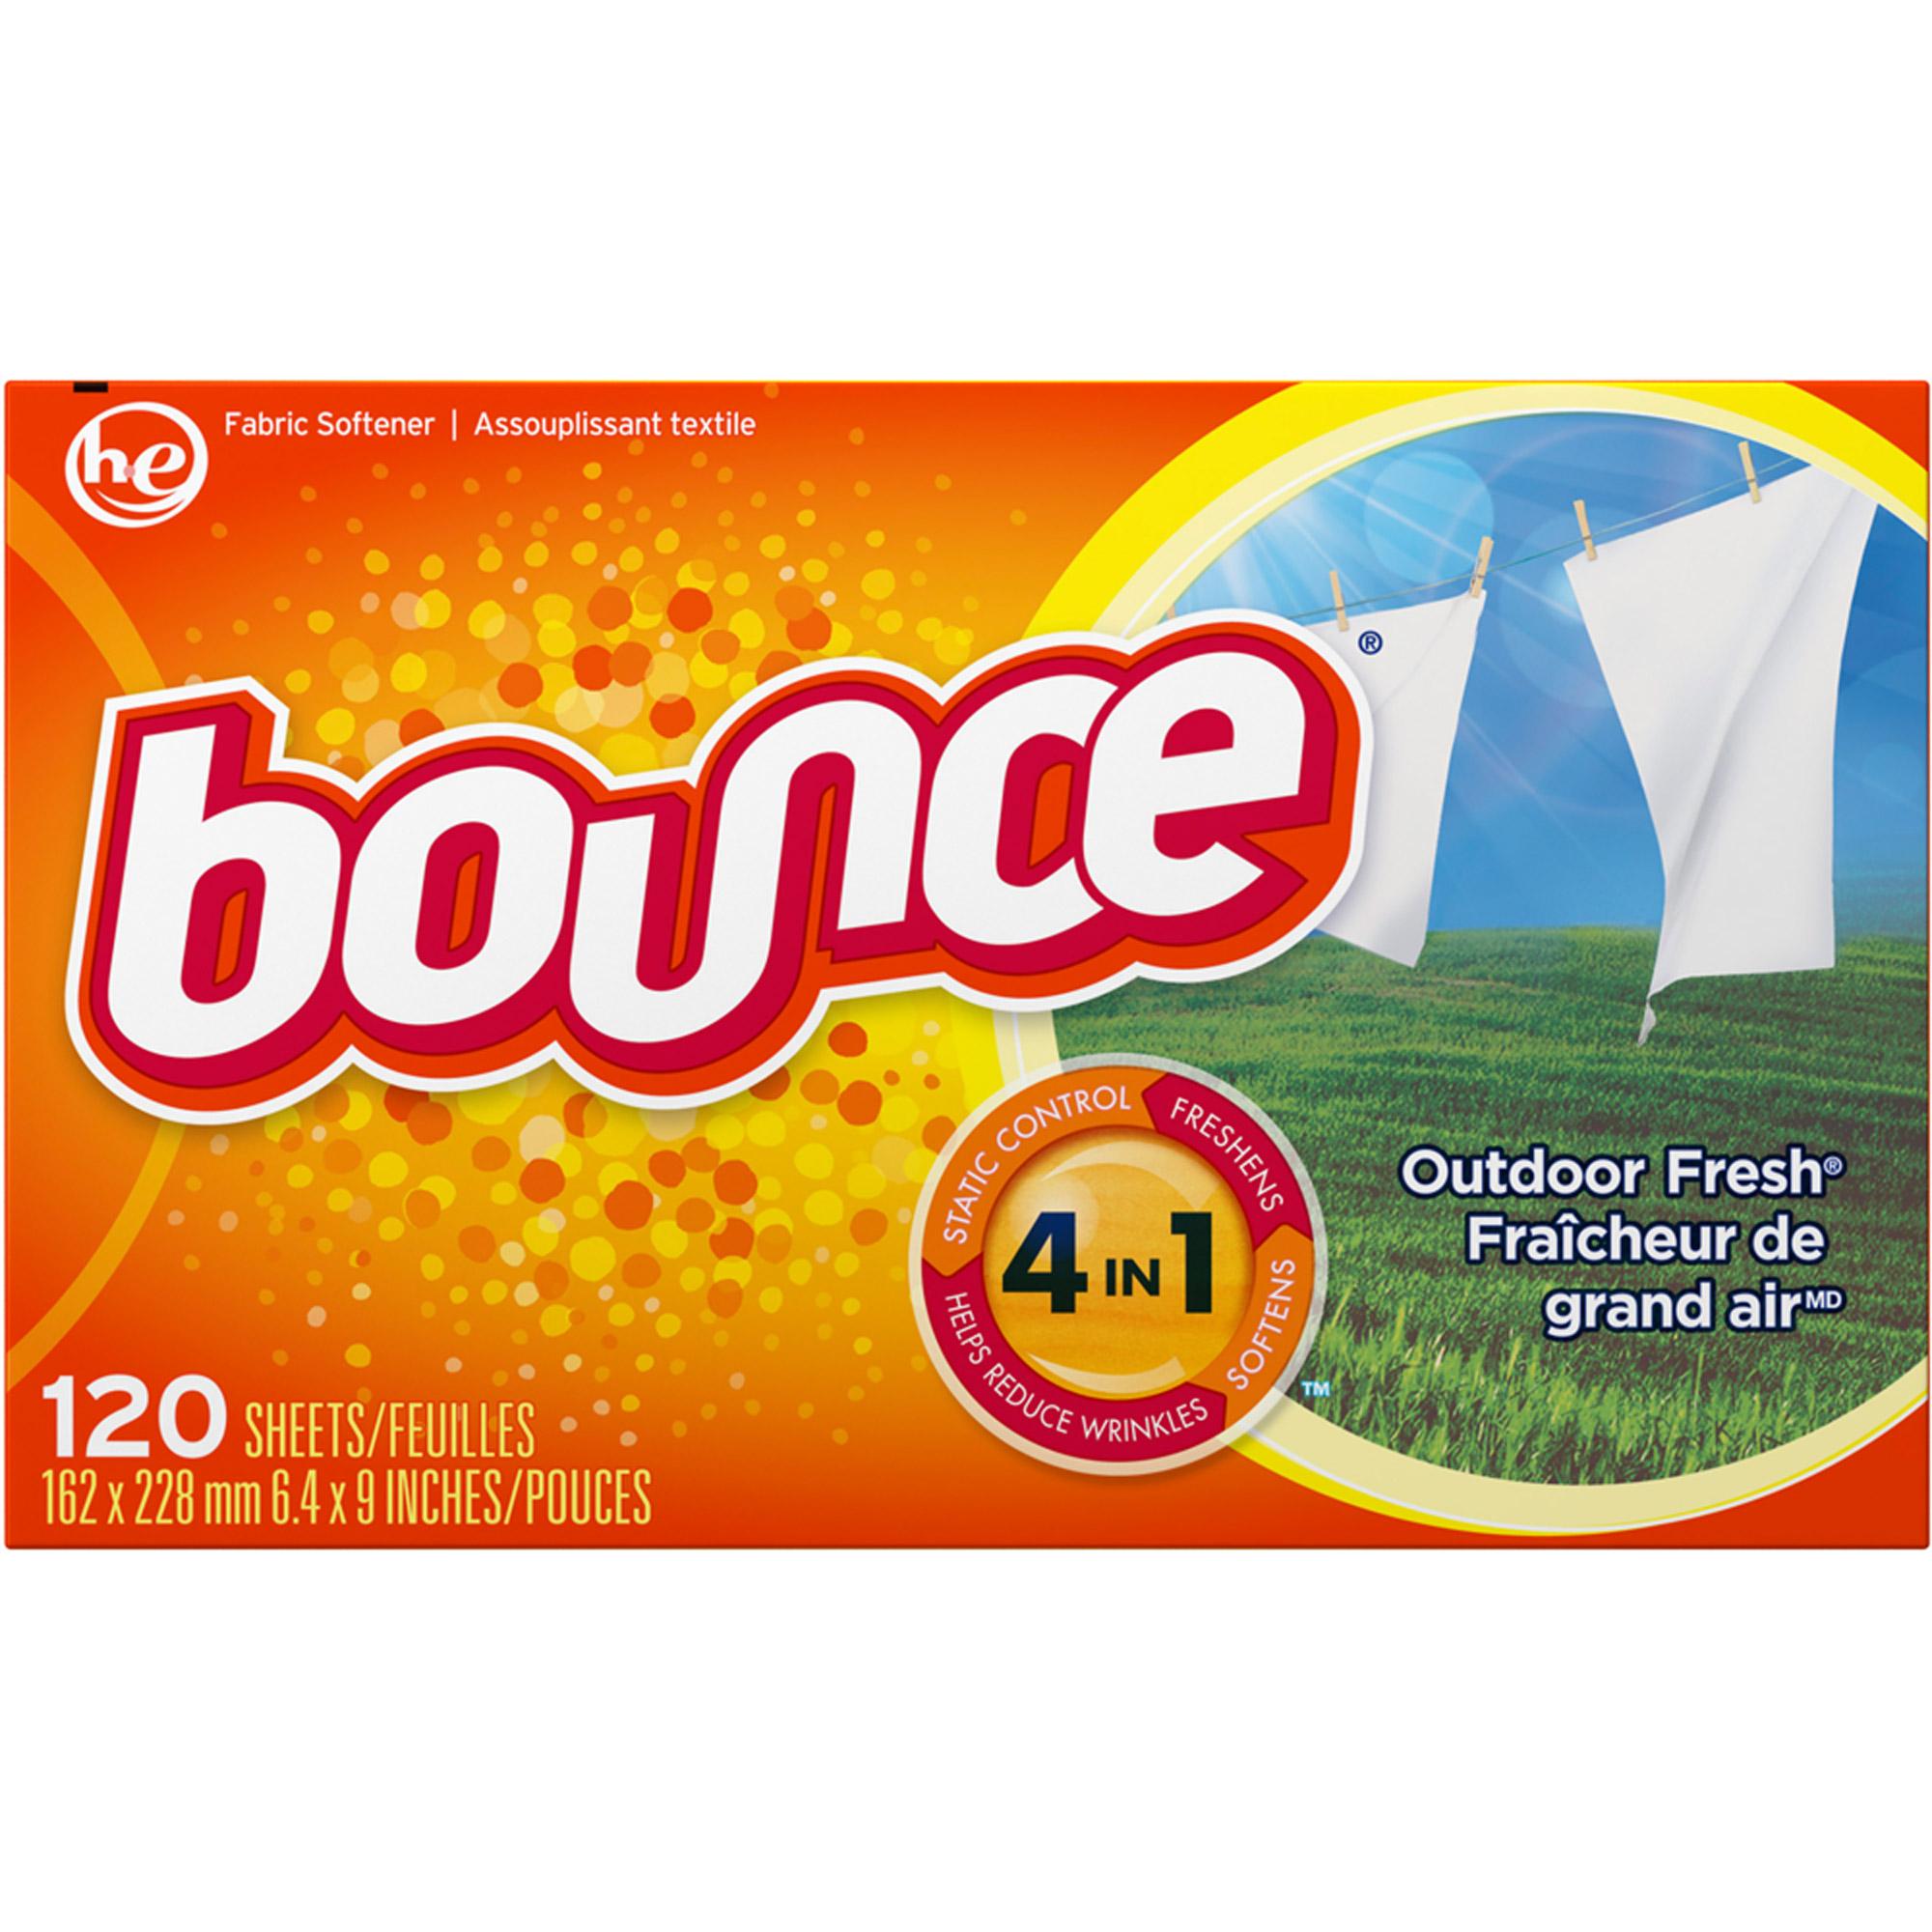 he
Fabric Softener | Assouplissant textile
bounce®
STATIC CONTROL
FRESHENS
SOFTENS
HELPS REDUCE WRINKLES
4 IN 1
™
Outdoor Fresh®
Fraîcheur de
grand airMD
120 SHEETS/FEUILLES
162 x 228 mm 6.4 x 9 INCHES/POUCES